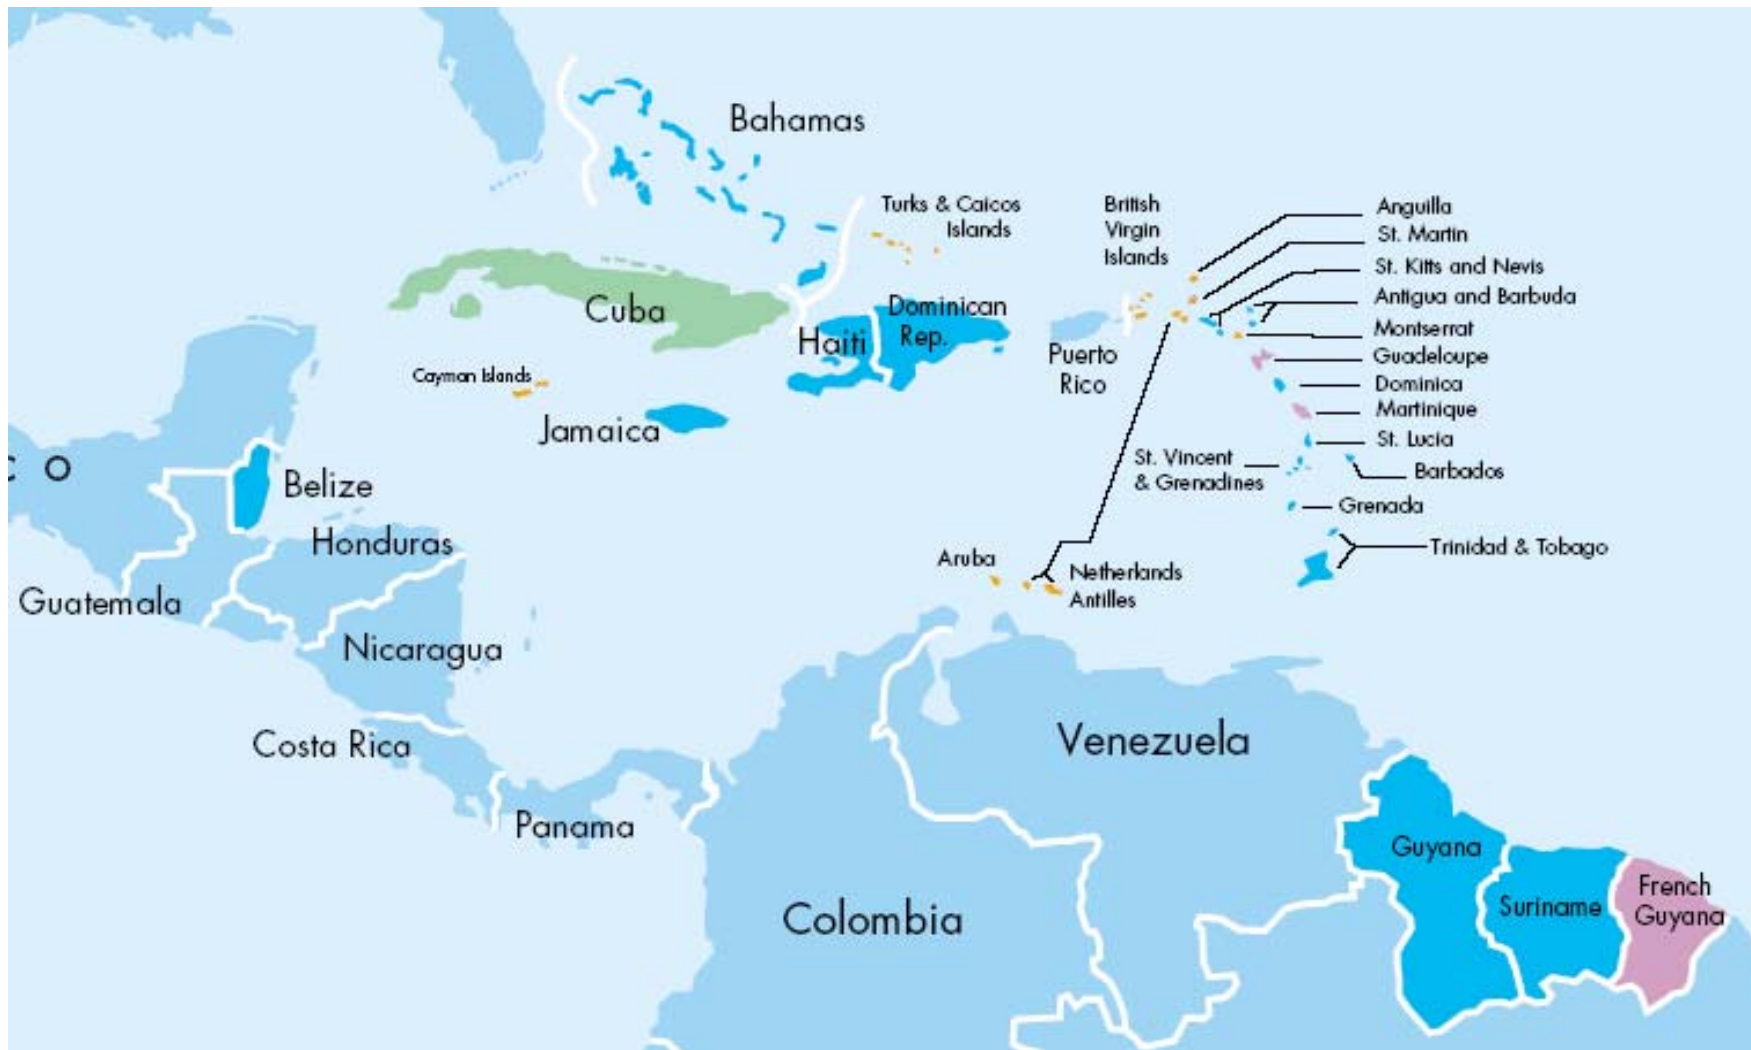 Bahamas
Turks & Caicos
Islands
British
Virgin
Islands
Anguilla
St. Martin
St. Kitts and Nevis
Antigua and Barbuda
Montserrat
Guadeloupe
Dominica
Martinique
St. Lucia
Barbados
St. Vincent
& Grenadines
Grenada
Trinidad & Tobago
Cuba
Haiti
Dominican
Rep.
Puerto
Rico
Cayman Islands
Jamaica
C O
Belize
Honduras
Guatemala
Nicaragua
Costa Rica
Panama
Aruba
Netherlands
Antilles
Venezuela
Colombia
Guyana
Suriname
French
Guyana